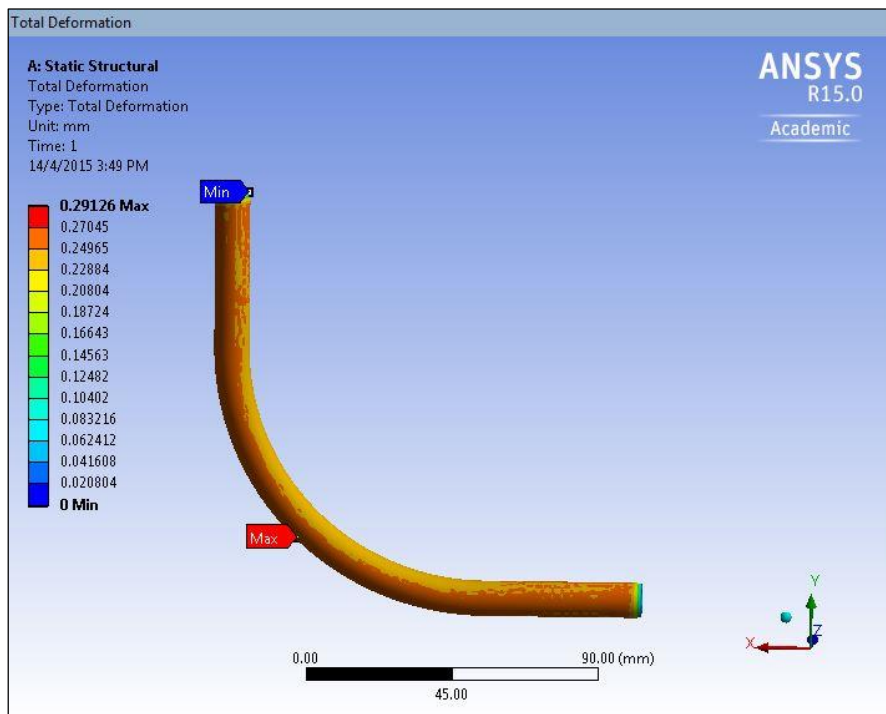 Total Deformation
A: Static Structural
Total Deformation
Type: Total Deformation
Unit: mm
Time: 1
14/4/2015 3:49 PM
ANSYS
R15.0
Academic
0.29126 Max
0.27045
0.24965
0.22884
0.20804
0.18724
0.16643
0.14563
0.12482
0.10402
0.083216
0.062412
0.041608
0.020804
0 Min
Min
Max
0.00
90.00 (mm)
45.00
Y
X
Z